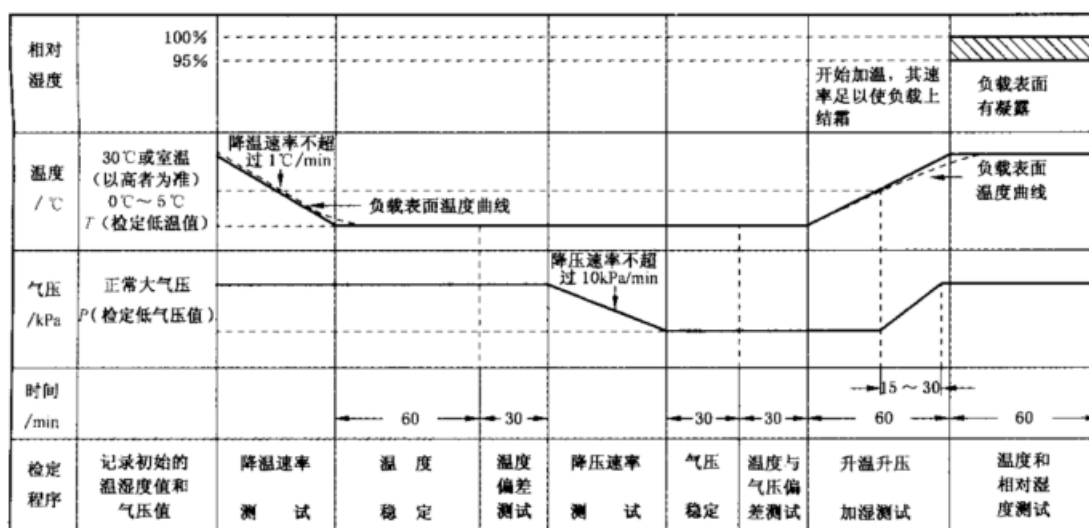 相对
湿度
100%
95%
开始加温，其速
率足以使负载上
结霜
负载表面
有凝露
温度
/℃
30℃或室温
（以高者为准）
0℃～5℃
T（检定低温值）
降温速率不超
过1℃/min
负载表面温度曲线
负载表面
温度曲线
气压
/kPa
正常大气压
P（检定低气压值）
降压速率不超
过10kPa/min
时间
/min
60
30
30
30
15～30
60
60
检定
程序
记录初始的
温湿度值和
气压值
降温速率
测 试
温 度
稳 定
温度
偏差
测试
降压速率
测 试
气压
稳定
温度与
气压偏
差测试
升温升压
加湿测试
温度和
相对湿
度测试